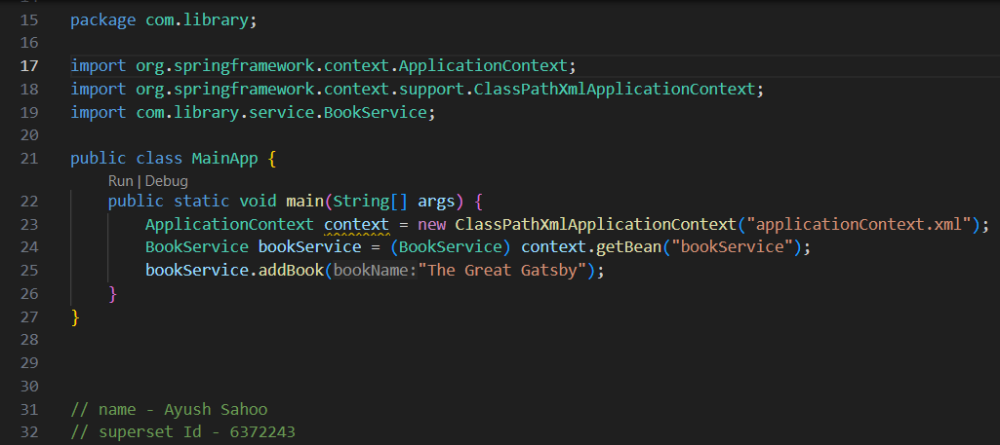 15 package com.library;
16
17 import org.springframework.context.ApplicationContext;
18 import org.springframework.context.support.ClassPathXmlApplicationContext;
19 import com.library.service.BookService;
20
21 public class MainApp {
Run | Debug
22 public static void main(String[] args) {
23 ApplicationContext context = new ClassPathXmlApplicationContext("applicationContext.xml");
24 BookService bookService = (BookService) context.getBean("bookService");
25 bookService.addBook(bookName:"The Great Gatsby");
26 }
27 }
28
29
30
31 // name - Ayush Sahoo
32 // superset Id - 6372243